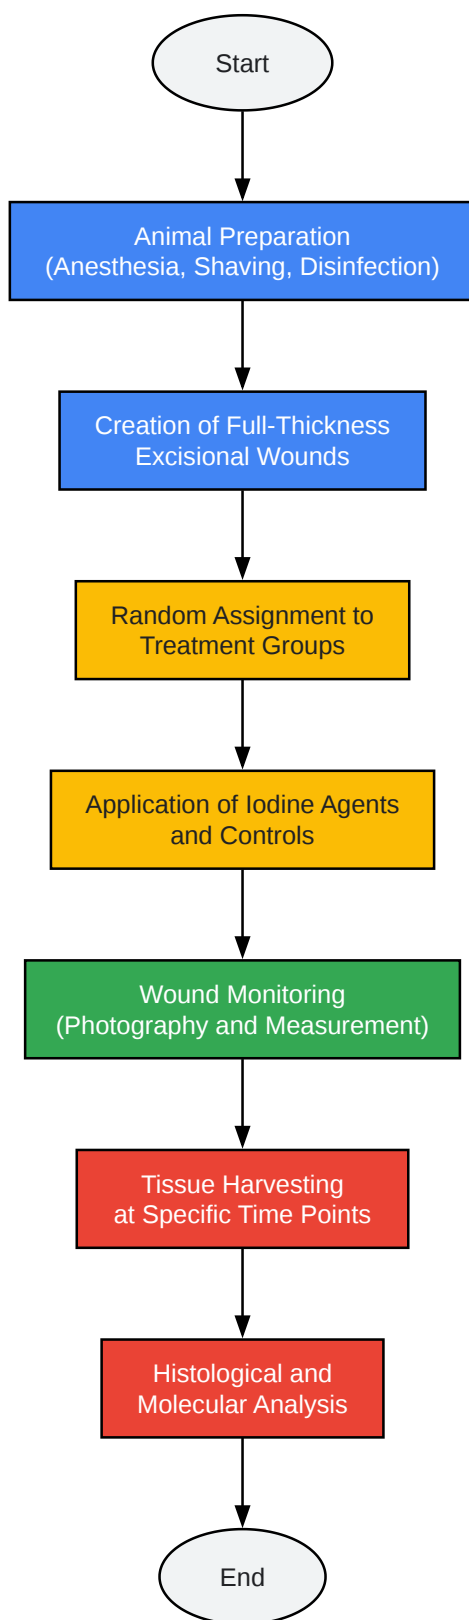 Start
Animal Preparation
(Anesthesia, Shaving, Disinfection)
Creation of Full-Thickness
Excisional Wounds
Random Assignment to
Treatment Groups
Application of Iodine Agents
and Controls
Wound Monitoring
(Photography and Measurement)
Tissue Harvesting
at Specific Time Points
Histological and
Molecular Analysis
End